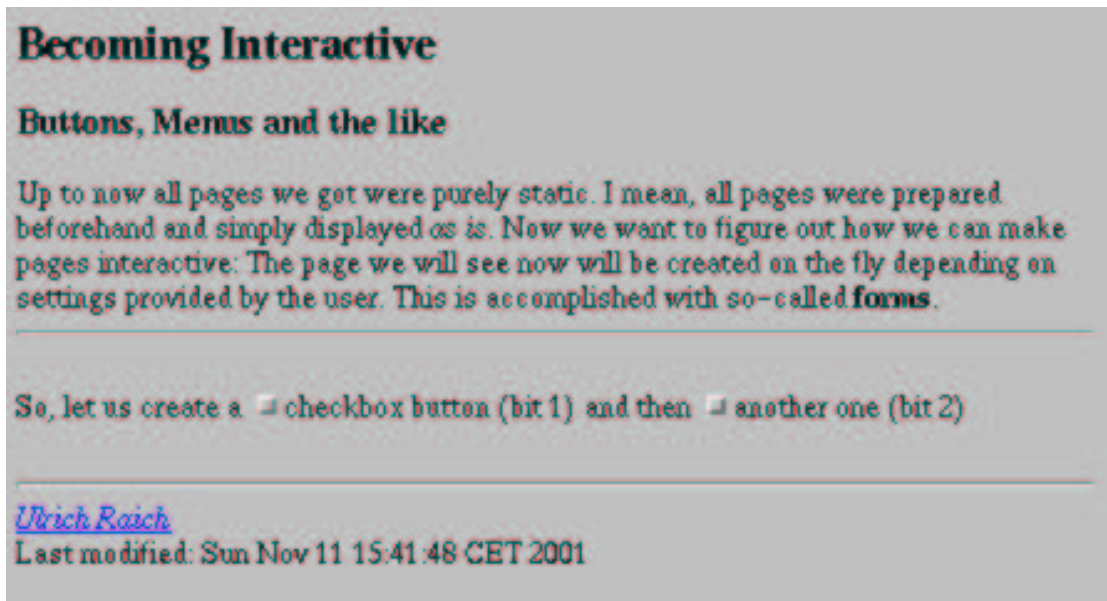 Becoming Interactive
Buttons, Menus and the like
Up to now all pages we got were purely static. I mean, all pages were prepared
beforehand and simply displayed as is. Now we want to figure out how we can make
pages interactive: The page we will see now will be created on the fly depending on
settings provided by the user. This is accomplished with so-called forms.
So, let us create a checkbox button (bit 1) and then another one (bit 2)
Ulrich Raich
Last modified: Sun Nov 11 15:41:48 CET 2001